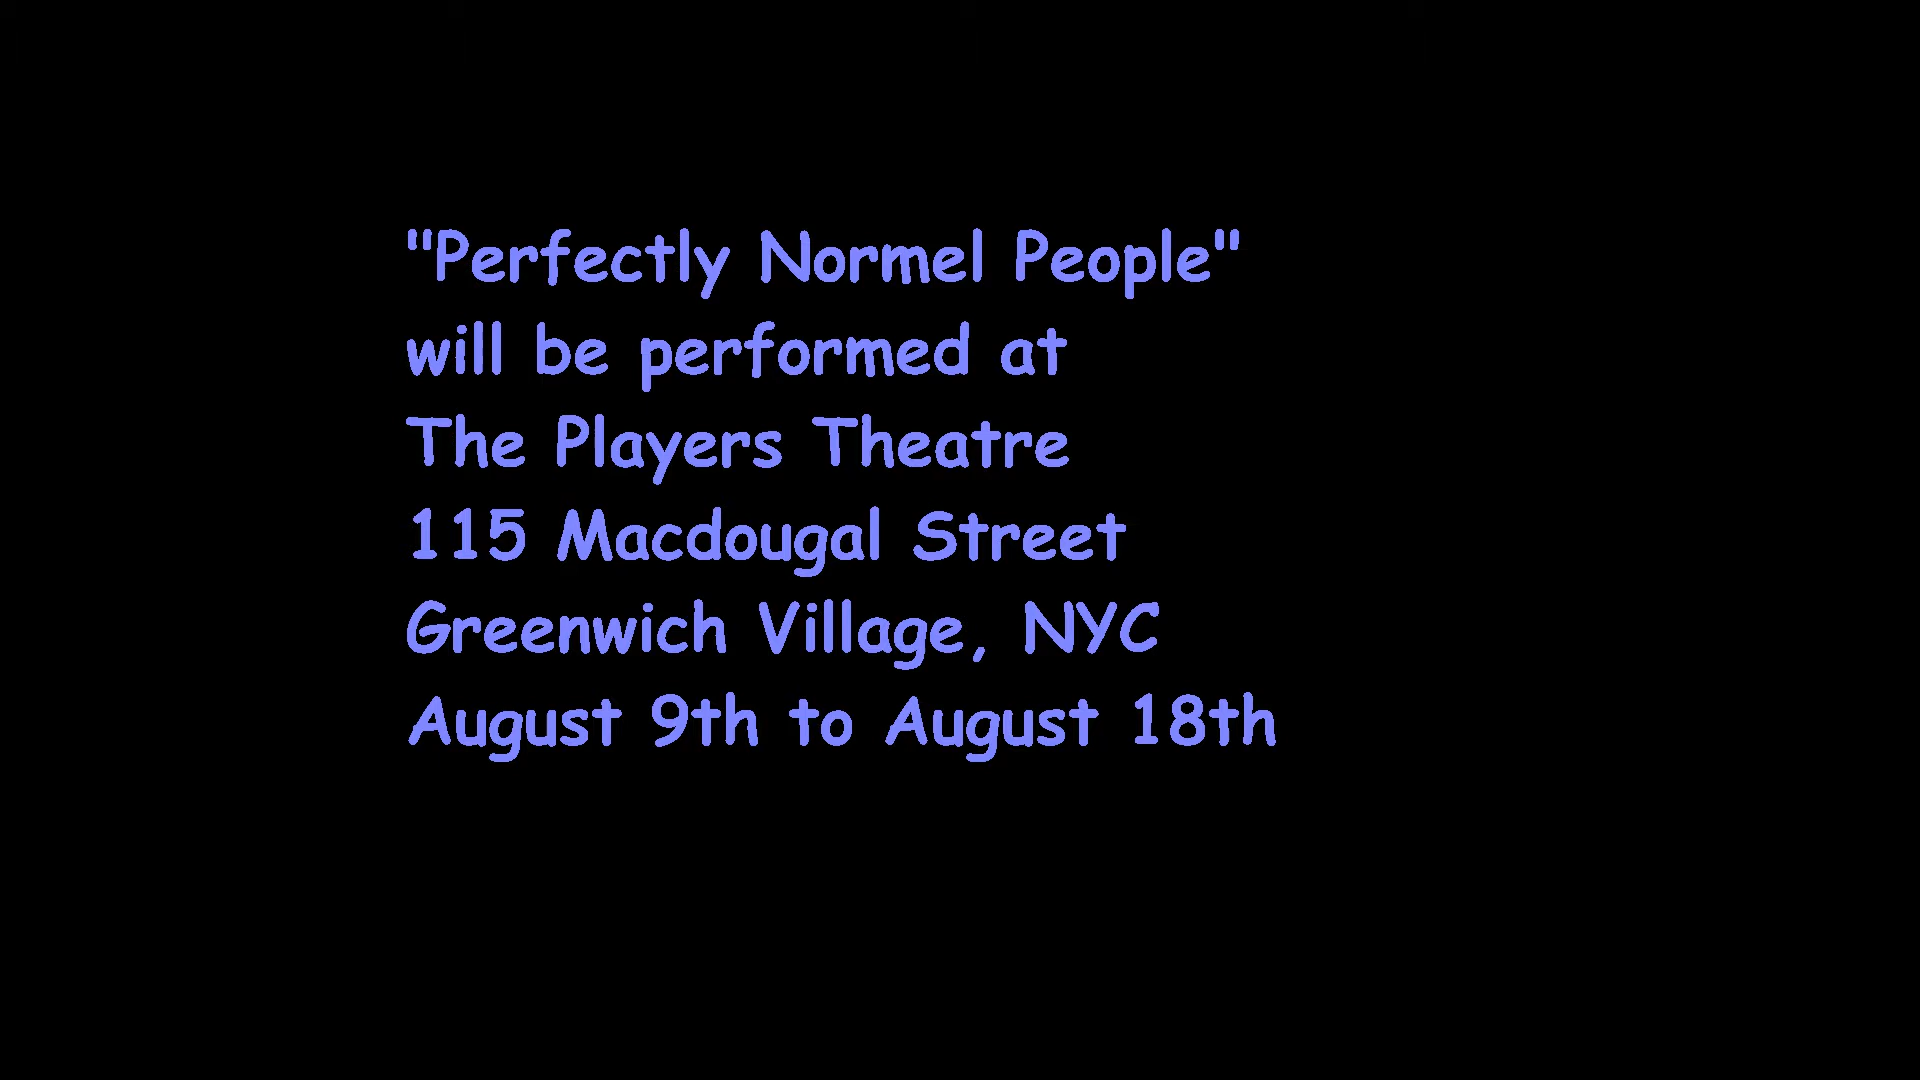 "Perfectly Normel People"
will be performed at
The Players Theatre
115 Macdougal Street
Greenwich Village, NYC
August 9th to August 18th